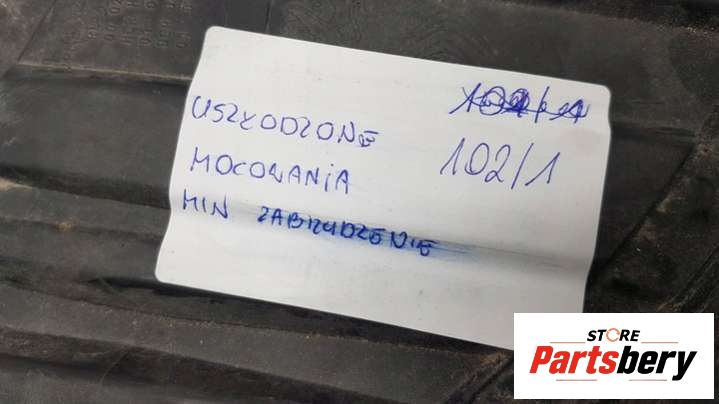 USZKODZONE
MOCOWANIA
MIN ZABRUDZENIE
102/1
STORE
Partsbery